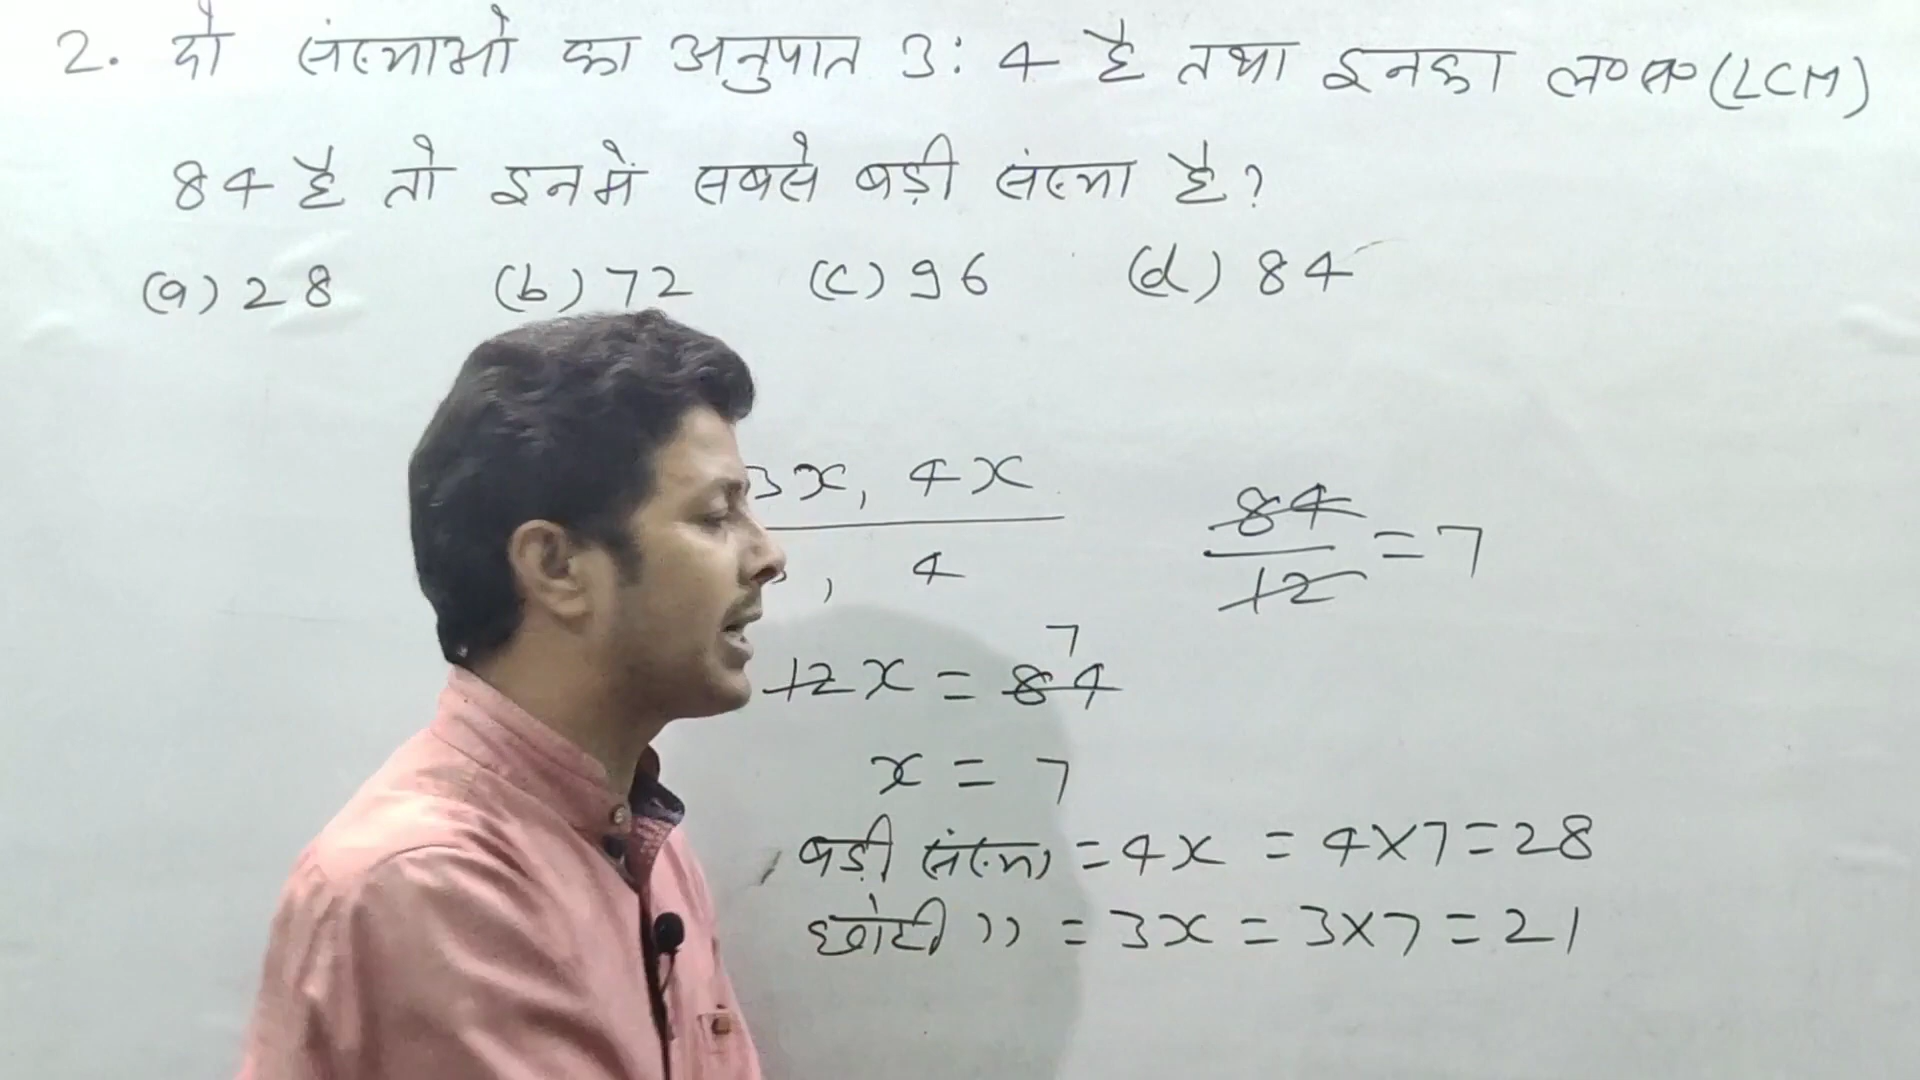 2. दो संख्याओ का अनुपात 3:4 है तथा इनका ल॰स॰(LCM)
84 है तो इनमें सबसे बड़ी संख्या है?
(a) 28 (b) 72 (c) 96 (d) 84
3x, 4x
, 4
84/12 = 7
7
12x = 84
x = 7
बड़ी संख्या = 4x = 4×7=28
छोटी ,, = 3x = 3×7 = 21